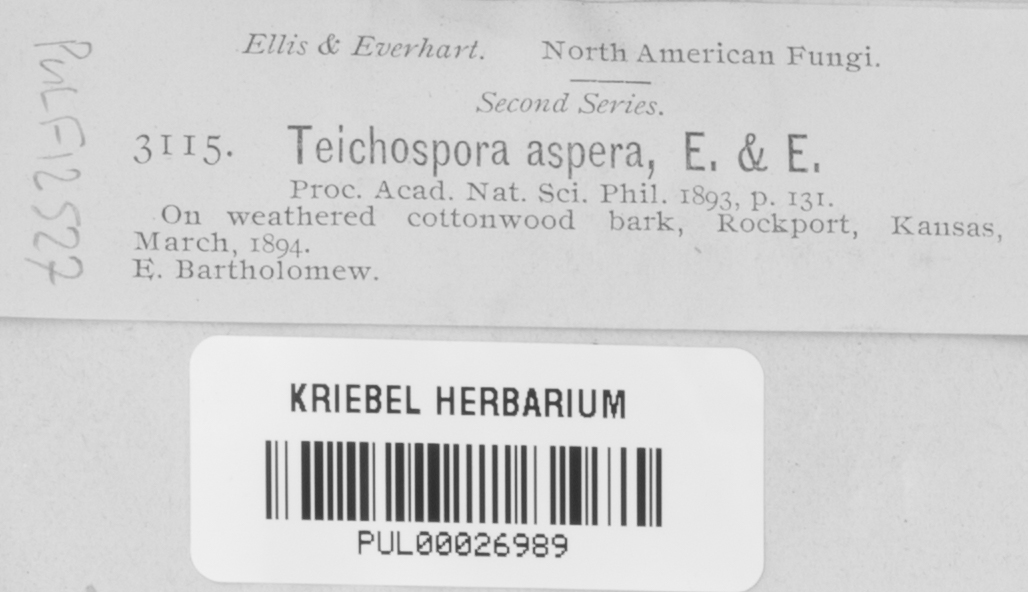 Ellis & Everhart. North American Fungi.
Second Series.
3115. Teichospora aspera, E. & E.
Proc. Acad. Nat. Sci. Phil. 1893, p. 131.
On weathered cottonwood bark, Rockport, Kansas,
March, 1894.
E. Bartholomew.
PUL F12527
KRIEBEL HERBARIUM
PUL00026989